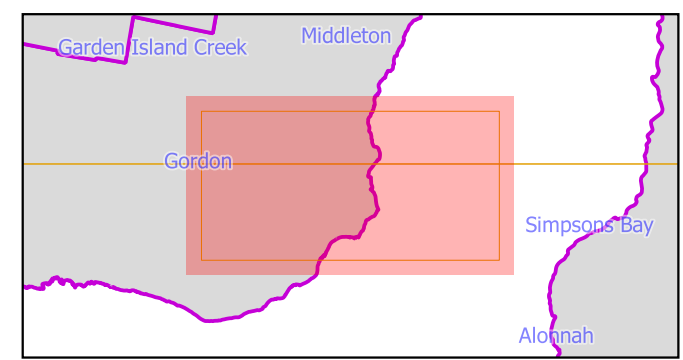 Middleton
Garden Island Creek
Gordon
Simpsons Bay
Alonnah